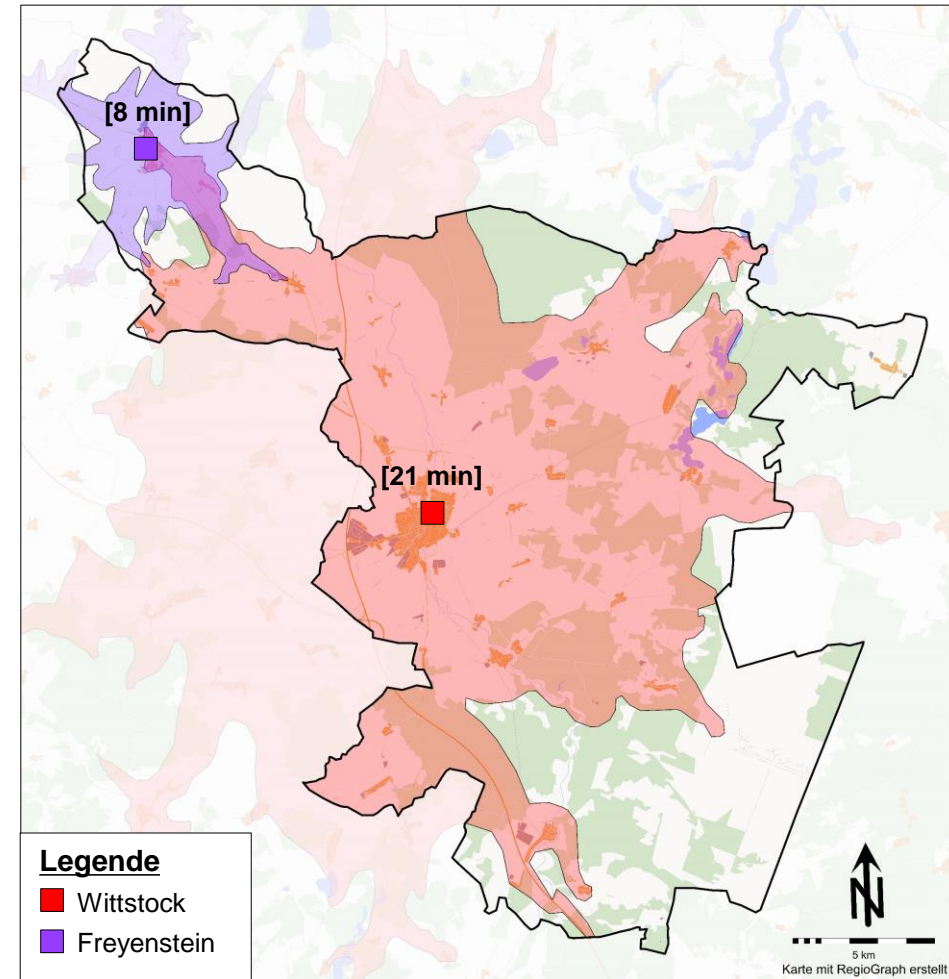 [8 min]
[21 min]
Legende
Wittstock
Freyenstein
N
5 km
Karte mit RegioGraph erstellt